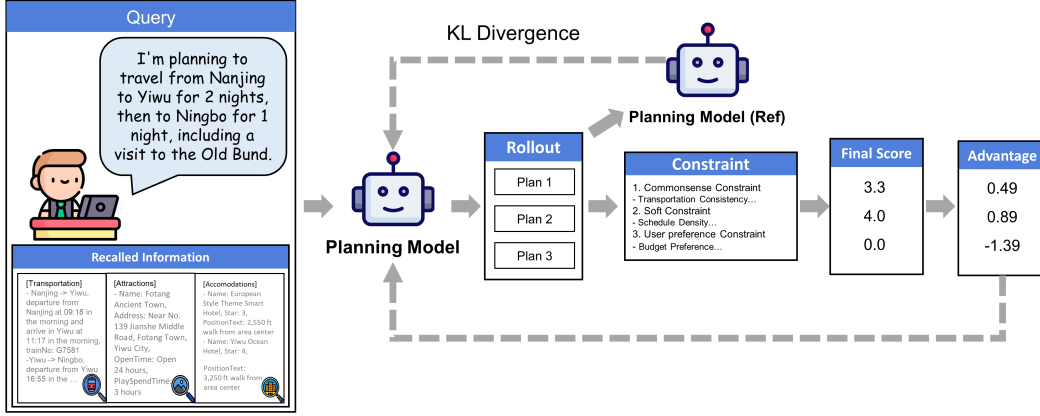 Query
I'm planning to
travel from Nanjing
to Yiwu for 2 nights,
then to Ningbo for 1
night, including a
visit to the Old Bund.
Recalled Information
[Transportation]
- Nanjing -> Yiwu,
departure from
Nanjing at 09:18 in
the morning and
arrive in Yiwu at
11:17 in the morning,
trainNo: G7581
-Yiwu -> Ningbo,
departure from Yiwu
16:55 in the ...
[Attractions]
- Name: Fotang
Ancient Town,
Address: Near No.
139 Jianshe Middle
Road, Fotang Town,
Yiwu City,
OpenTime: Open
24 hours,
PlaySpendTime:
3 hours
[Accomodations]
- Name: European
Style Theme Smart
Hotel, Star: 3,
PositionText: 2,550 ft
walk from area center
- Name: Yiwu Ocean
Hotel, Star: 4,
PositionText:
3,250 ft walk from
area center
KL Divergence
Planning Model (Ref)
Planning Model
Rollout
Plan 1
Plan 2
Plan 3
Constraint
1. Commonsense Constraint
- Transportation Consistency...
2. Soft Constraint
- Schedule Density...
3. User preference Constraint
- Budget Preference...
Final Score
3.3
4.0
0.0
Advantage
0.49
0.89
-1.39